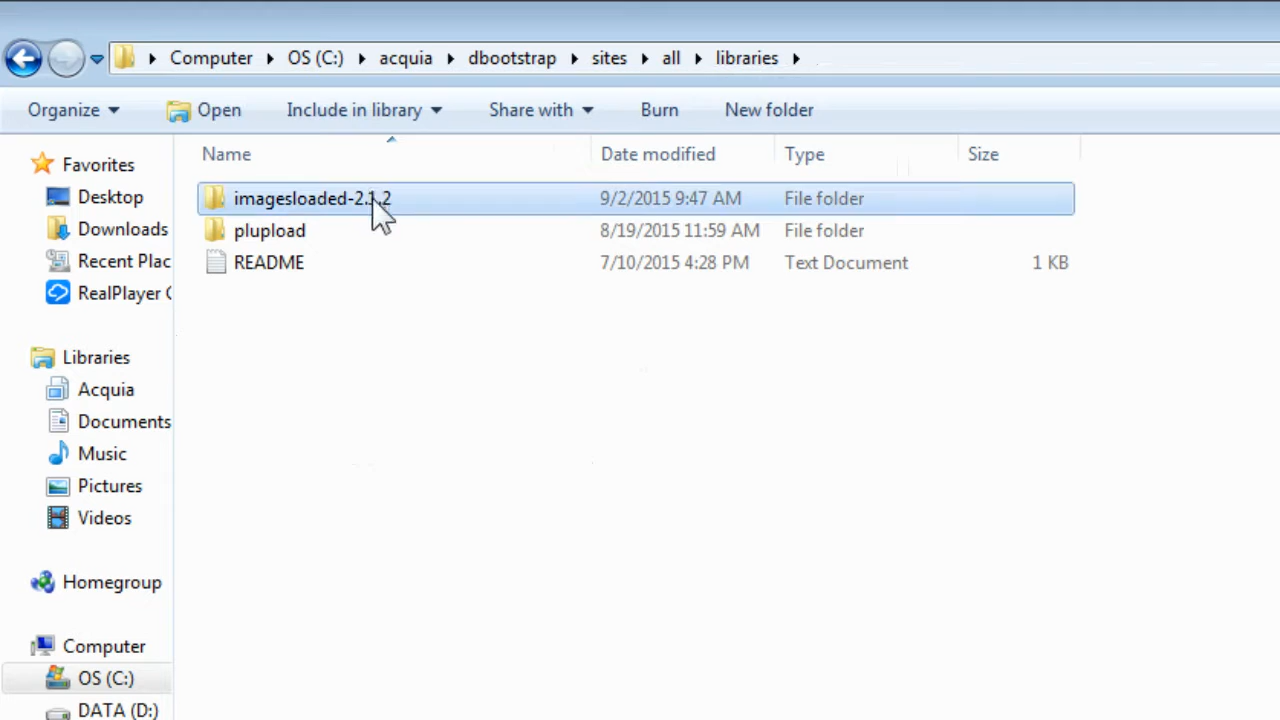 Computer OS (C:) acquia dbootstrap sites all libraries
Organize Open Include in library Share with Burn New folder
Name Date modified Type Size
Favorites
imagesloaded-2.1.2 9/2/2015 9:47 AM File folder
Desktop
plupload 8/19/2015 11:59 AM File folder
Downloads
README 7/10/2015 4:28 PM Text Document 1 KB
Recent Plac
RealPlayer C
Libraries
Acquia
Documents
Music
Pictures
Videos
Homegroup
Computer
OS (C:)
DATA (D:)